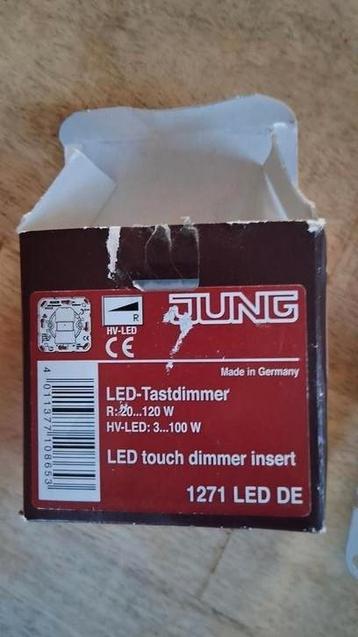 JUNG
R
HV-LED
CE
Made in Germany
LED-Tastdimmer
R: 20...120 W
HV-LED: 3...100 W
LED touch dimmer insert
1271 LED DE
4 011377 108653